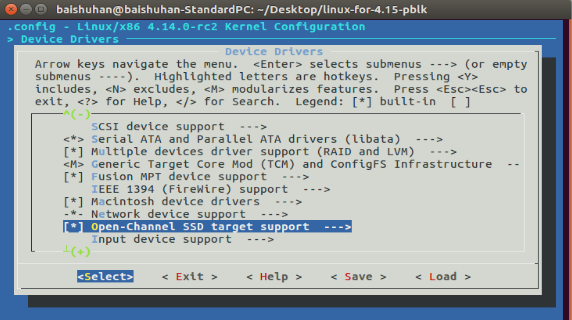 baishuhan@baishuhan-StandardPC: ~/Desktop/linux-for-4.15-pblk
.config - Linux/x86 4.14.0-rc2 Kernel Configuration
> Device Drivers
Device Drivers
Arrow keys navigate the menu. <Enter> selects submenus ---> (or empty
submenus ----). Highlighted letters are hotkeys. Pressing <Y>
includes, <N> excludes, <M> modularizes features. Press <Esc><Esc> to
exit, <?> for Help, </> for Search. Legend: [*] built-in [ ]
^(-)
SCSI device support --->
<*> Serial ATA and Parallel ATA drivers (libata) --->
[*] Multiple devices driver support (RAID and LVM) --->
<M> Generic Target Core Mod (TCM) and ConfigFS Infrastructure --
[*] Fusion MPT device support --->
IEEE 1394 (FireWire) support --->
[*] Macintosh device drivers --->
-*- Network device support --->
[*] Open-Channel SSD target support --->
Input device support --->
(+)
<Select> < Exit > < Help > < Save > < Load >